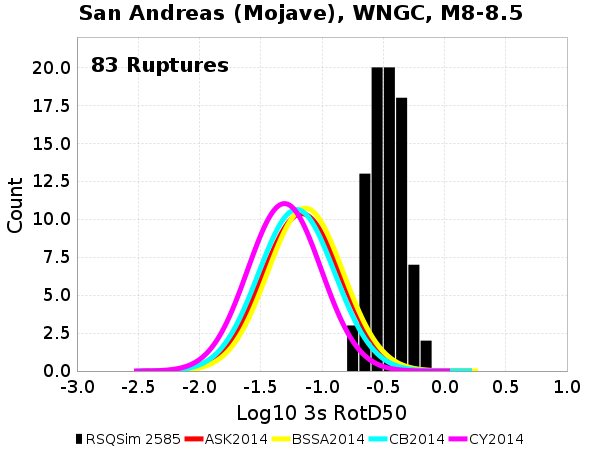 San Andreas (Mojave), WNGC, M8-8.5
83 Ruptures
Count
20.0
17.5
15.0
12.5
10.0
7.5
5.0
2.5
0.0
-3.0 -2.5 -2.0 -1.5 -1.0 -0.5 0.0 0.5 1.0
Log10 3s RotD50
RSQSim 2585 ASK2014 BSSA2014 CB2014 CY2014